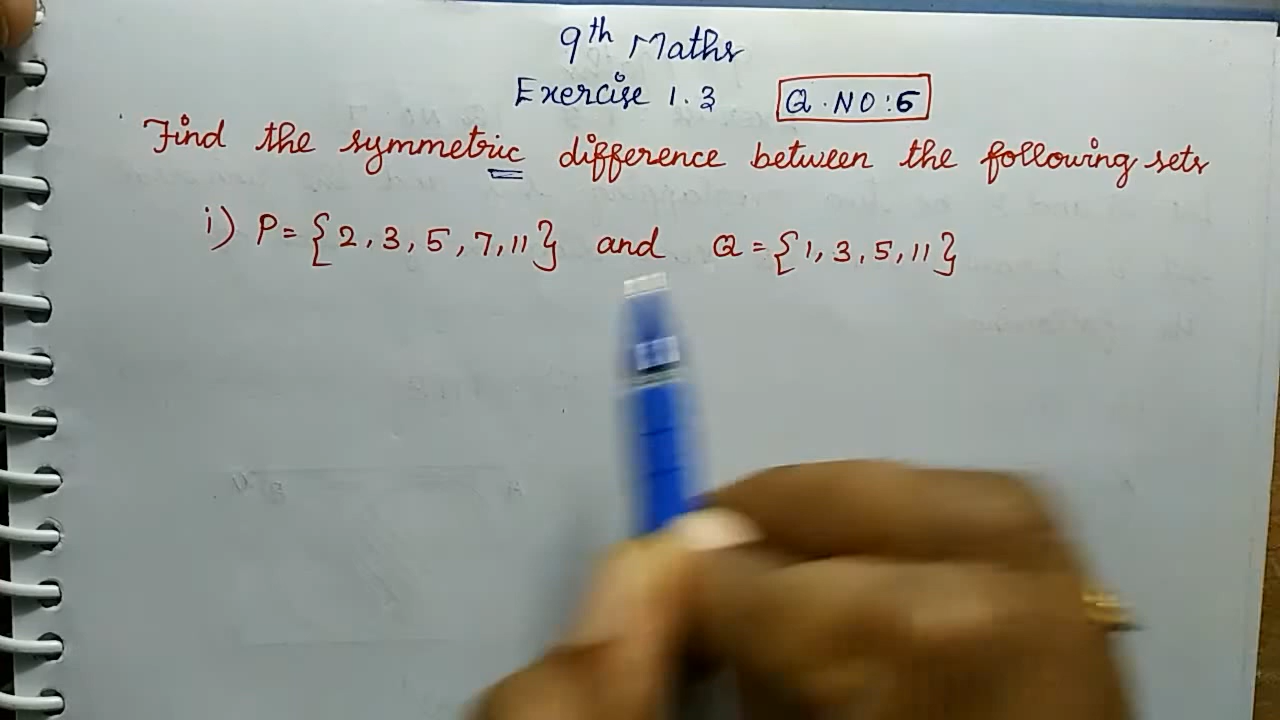 9th Maths
Exercise 1.3 Q.NO:6
Find the symmetric difference between the following sets
i) P={2,3,5,7,11} and Q={1,3,5,11}